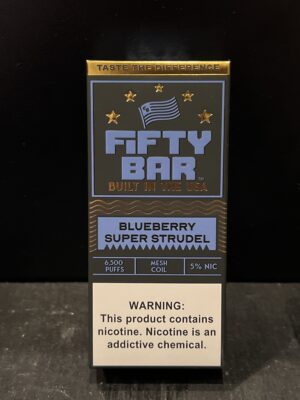 TASTE THE DIFFERENCE
FIFTY
BAR™
BUILT IN THE USA
BLUEBERRY
SUPER STRUDEL
6,500 PUFFS
MESH COIL
5% NIC
WARNING:
This product contains
nicotine. Nicotine is an
addictive chemical.